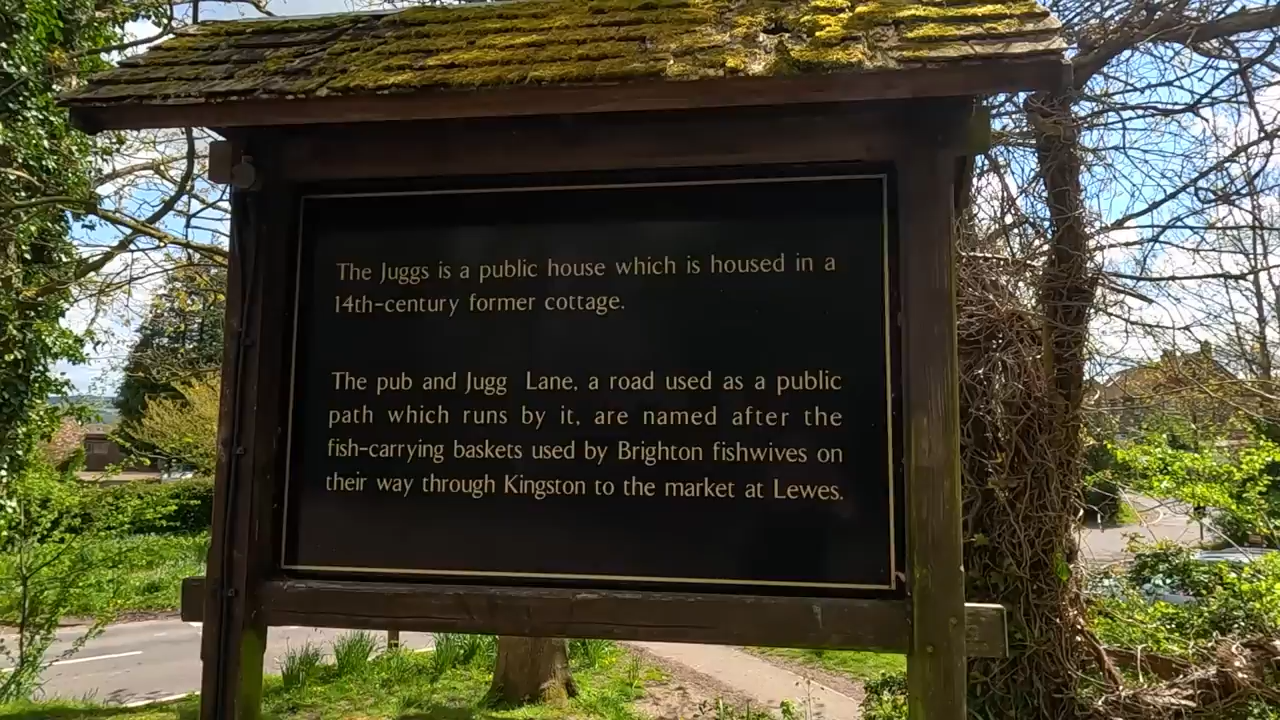 The Juggs is a public house which is housed in a
14th-century former cottage.
The pub and Jugg Lane, a road used as a public
path which runs by it, are named after the
fish-carrying baskets used by Brighton fishwives on
their way through Kingston to the market at Lewes.